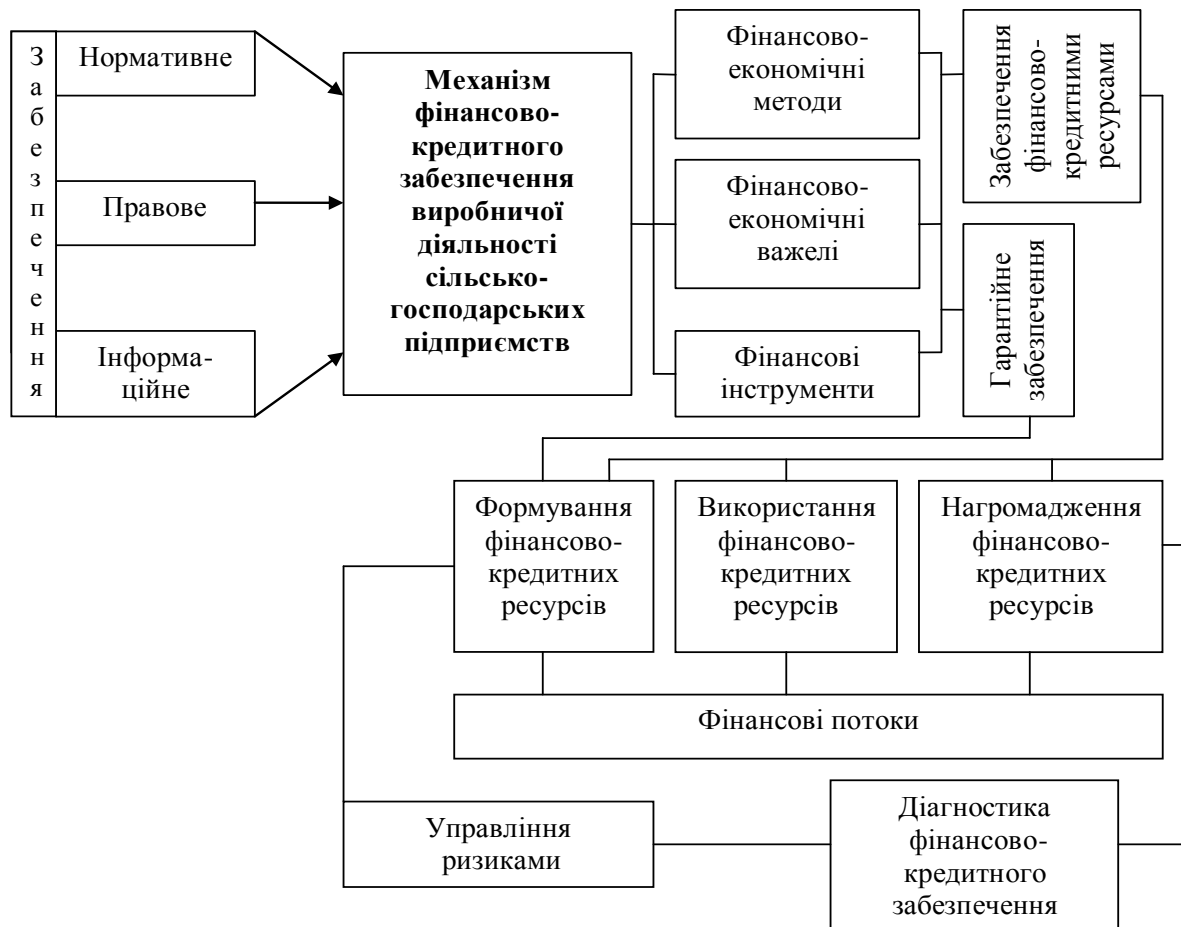 Забезпечення
Нормативне
Правове
Інформа-
ційне
Механізм
фінансово-
кредитного
забезпечення
виробничої
діяльності
сільсько-
господарських
підприємств
Фінансово-
економічні
методи
Фінансово-
економічні
важелі
Фінансові
інструменти
Забезпечення
фінансово-
кредитними
ресурсами
Гарантійне
забезпечення
Формування
фінансово-
кредитних
ресурсів
Використання
фінансово-
кредитних
ресурсів
Нагромадження
фінансово-
кредитних
ресурсів
Фінансові потоки
Управління
ризиками
Діагностика
фінансово-
кредитного
забезпечення